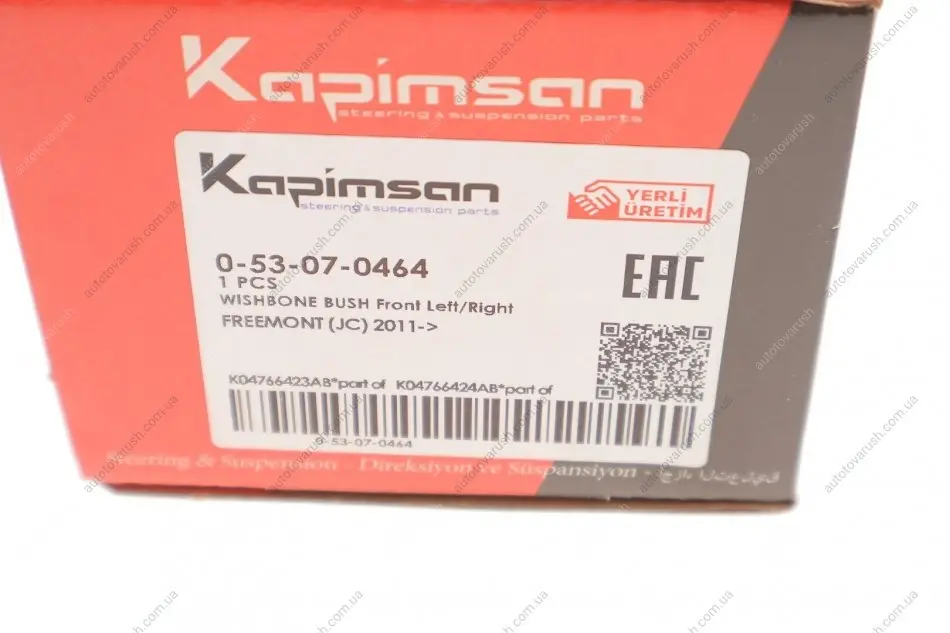 Kapimsan
steering & suspension parts
Kapimsan
steering & suspension parts
YERLİ
ÜRETİM
0-53-07-0464
1 PCS
WISHBONE BUSH Front Left/Right
FREEMONT (JC) 2011->
EAC
K04766423AB*part of K04766424AB*part of
0-53-07-0464
Steering & Suspension - Direksiyon ve Süspansiyon -
autotovarush.com.ua